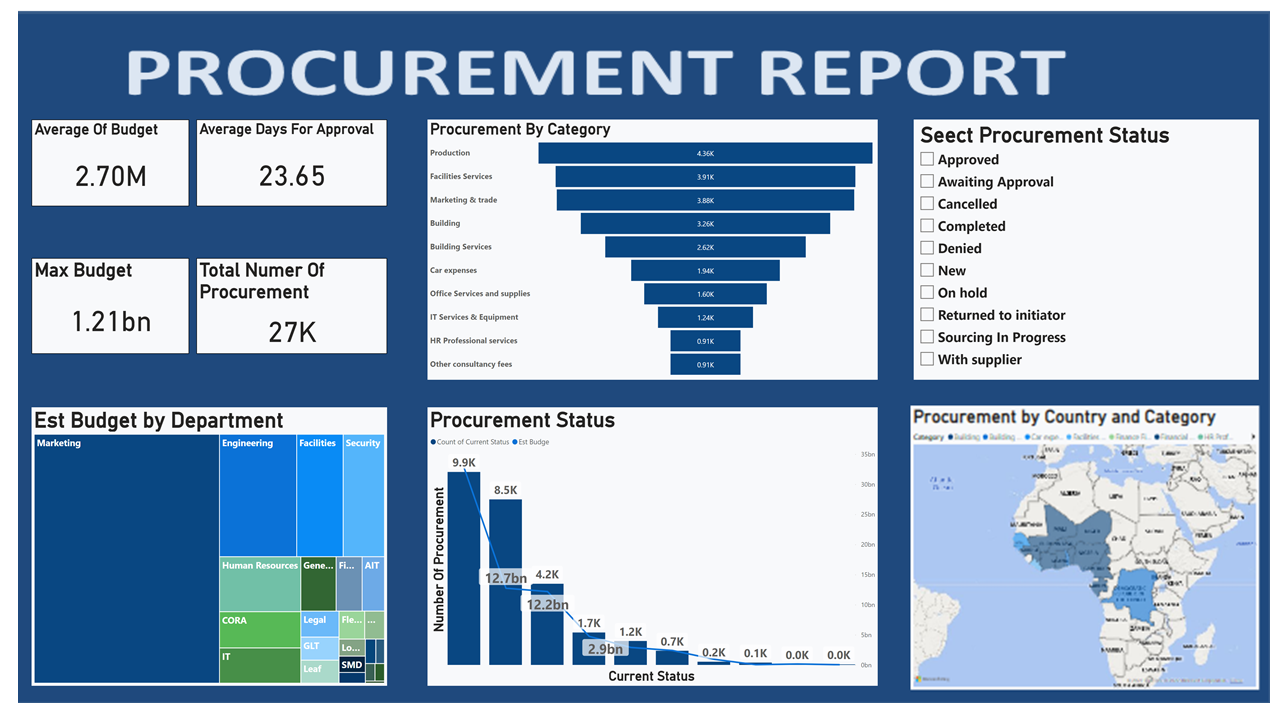 PROCUREMENT REPORT
Average Of Budget
2.70M
Average Days For Approval
23.65
Max Budget
1.21bn
Total Numer Of
Procurement
27K
Procurement By Category
Production
4.36K
Facilities Services
3.91K
Marketing & trade
3.88K
Building
3.26K
Building Services
2.62K
Car expenses
1.94K
Office Services and supplies
1.60K
IT Services & Equipment
1.24K
HR Professional services
0.91K
Other consultancy fees
0.91K
Seect Procurement Status
Approved
Awaiting Approval
Cancelled
Completed
Denied
New
On hold
Returned to initiator
Sourcing In Progress
With supplier
Est Budget by Department
Marketing
Engineering
Facilities
Security
Human Resources
Gene...
Fi...
AIT
CORA
Legal
Fle...
...
GLT
Lo...
IT
Leaf
SMD
Procurement Status
Count of Current Status
Est Budge
Number Of Procurement
9.9K
8.5K
4.2K
1.7K
1.2K
0.7K
0.2K
0.1K
0.0K
0.0K
12.7bn
12.2bn
2.9bn
35bn
30bn
25bn
20bn
15bn
10bn
5bn
0bn
Current Status
Procurement by Country and Category
Category
Building
Building ...
Car expe...
Facilities ...
Finance Fi...
Financial ...
HR Prof...
Atlantic
Ocean
ALGERIA
LIBYA
MAURITANIA
CHAD
ANGOLA
ZAMBIA
NAMIBIA